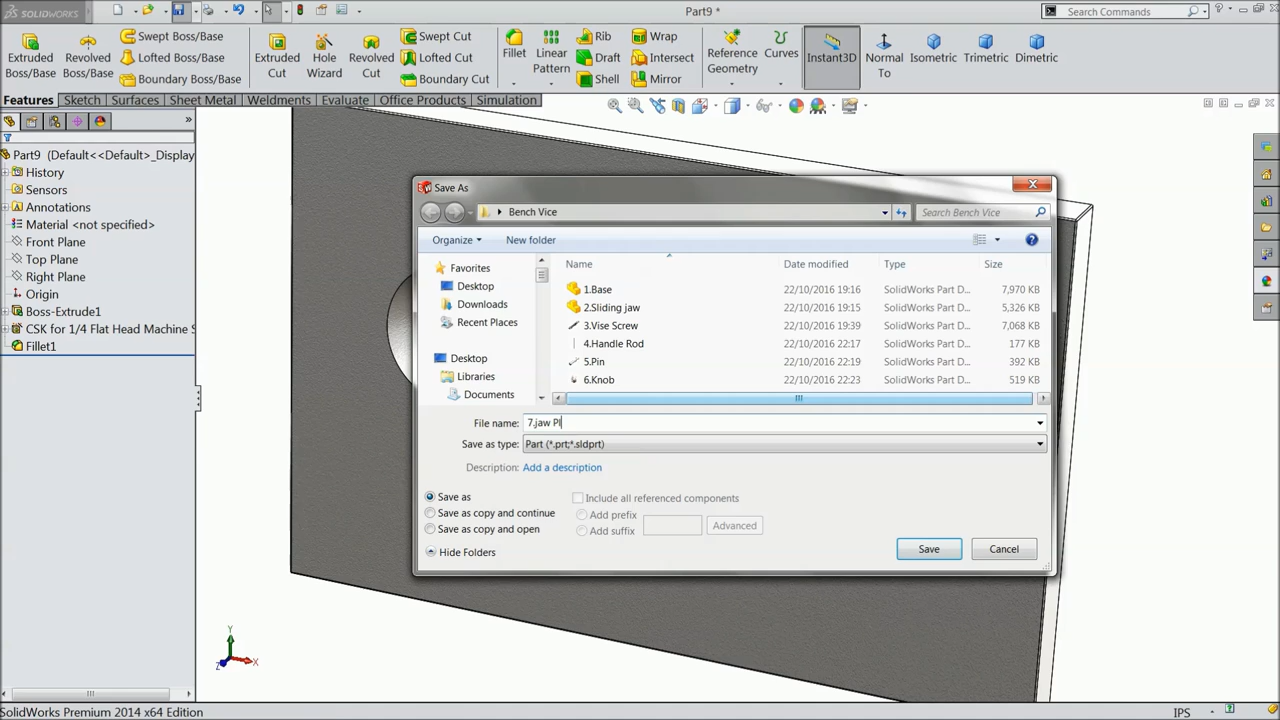 SOLIDWORKS
Part9 *
Search Commands
Extruded Boss/Base
Revolved Boss/Base
Swept Boss/Base
Lofted Boss/Base
Boundary Boss/Base
Extruded Cut
Hole Wizard
Revolved Cut
Swept Cut
Lofted Cut
Boundary Cut
Fillet
Linear Pattern
Rib
Draft
Shell
Wrap
Intersect
Mirror
Reference Geometry
Curves
Instant3D
Normal To
Isometric
Trimetric
Dimetric
Features
Sketch
Surfaces
Sheet Metal
Weldments
Evaluate
Office Products
Simulation
»
Part9 (Default<<Default>_Display
History
Sensors
Annotations
Material <not specified>
Front Plane
Top Plane
Right Plane
Origin
Boss-Extrude1
CSK for 1/4 Flat Head Machine S
Fillet1
Save As
Bench Vice
Search Bench Vice
Organize
New folder
Favorites
Desktop
Downloads
Recent Places
Desktop
Libraries
Documents
Name Date modified Type Size
1.Base 22/10/2016 19:16 SolidWorks Part D... 7,970 KB
2.Sliding jaw 22/10/2016 19:15 SolidWorks Part D... 5,326 KB
3.Vise Screw 22/10/2016 19:39 SolidWorks Part D... 7,068 KB
4.Handle Rod 22/10/2016 22:17 SolidWorks Part D... 177 KB
5.Pin 22/10/2016 22:19 SolidWorks Part D... 392 KB
6.Knob 22/10/2016 22:23 SolidWorks Part D... 519 KB
File name: 7.jaw Pl
Save as type: Part (*.prt;*.sldprt)
Description: Add a description
Save as
Save as copy and continue
Save as copy and open
Include all referenced components
Add prefix
Add suffix
Advanced
Hide Folders
Save
Cancel
Y
Z
X
SolidWorks Premium 2014 x64 Edition
IPS